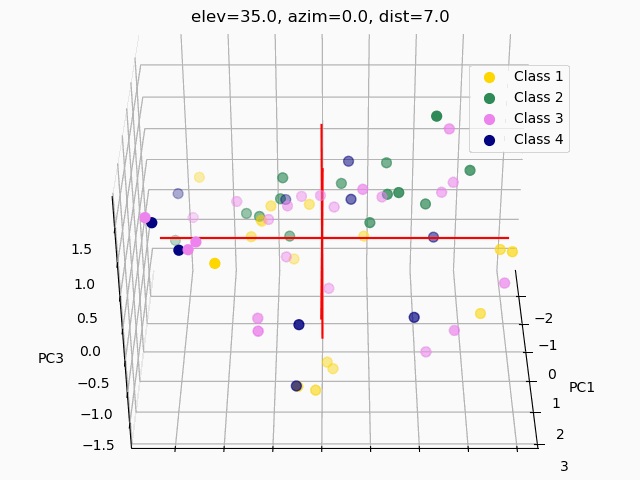 elev=35.0, azim=0.0, dist=7.0
Class 1
Class 2
Class 3
Class 4
1.5
1.0
0.5
0.0
−0.5
−1.0
−1.5
PC3
−2
−1
0
1
2
3
PC1